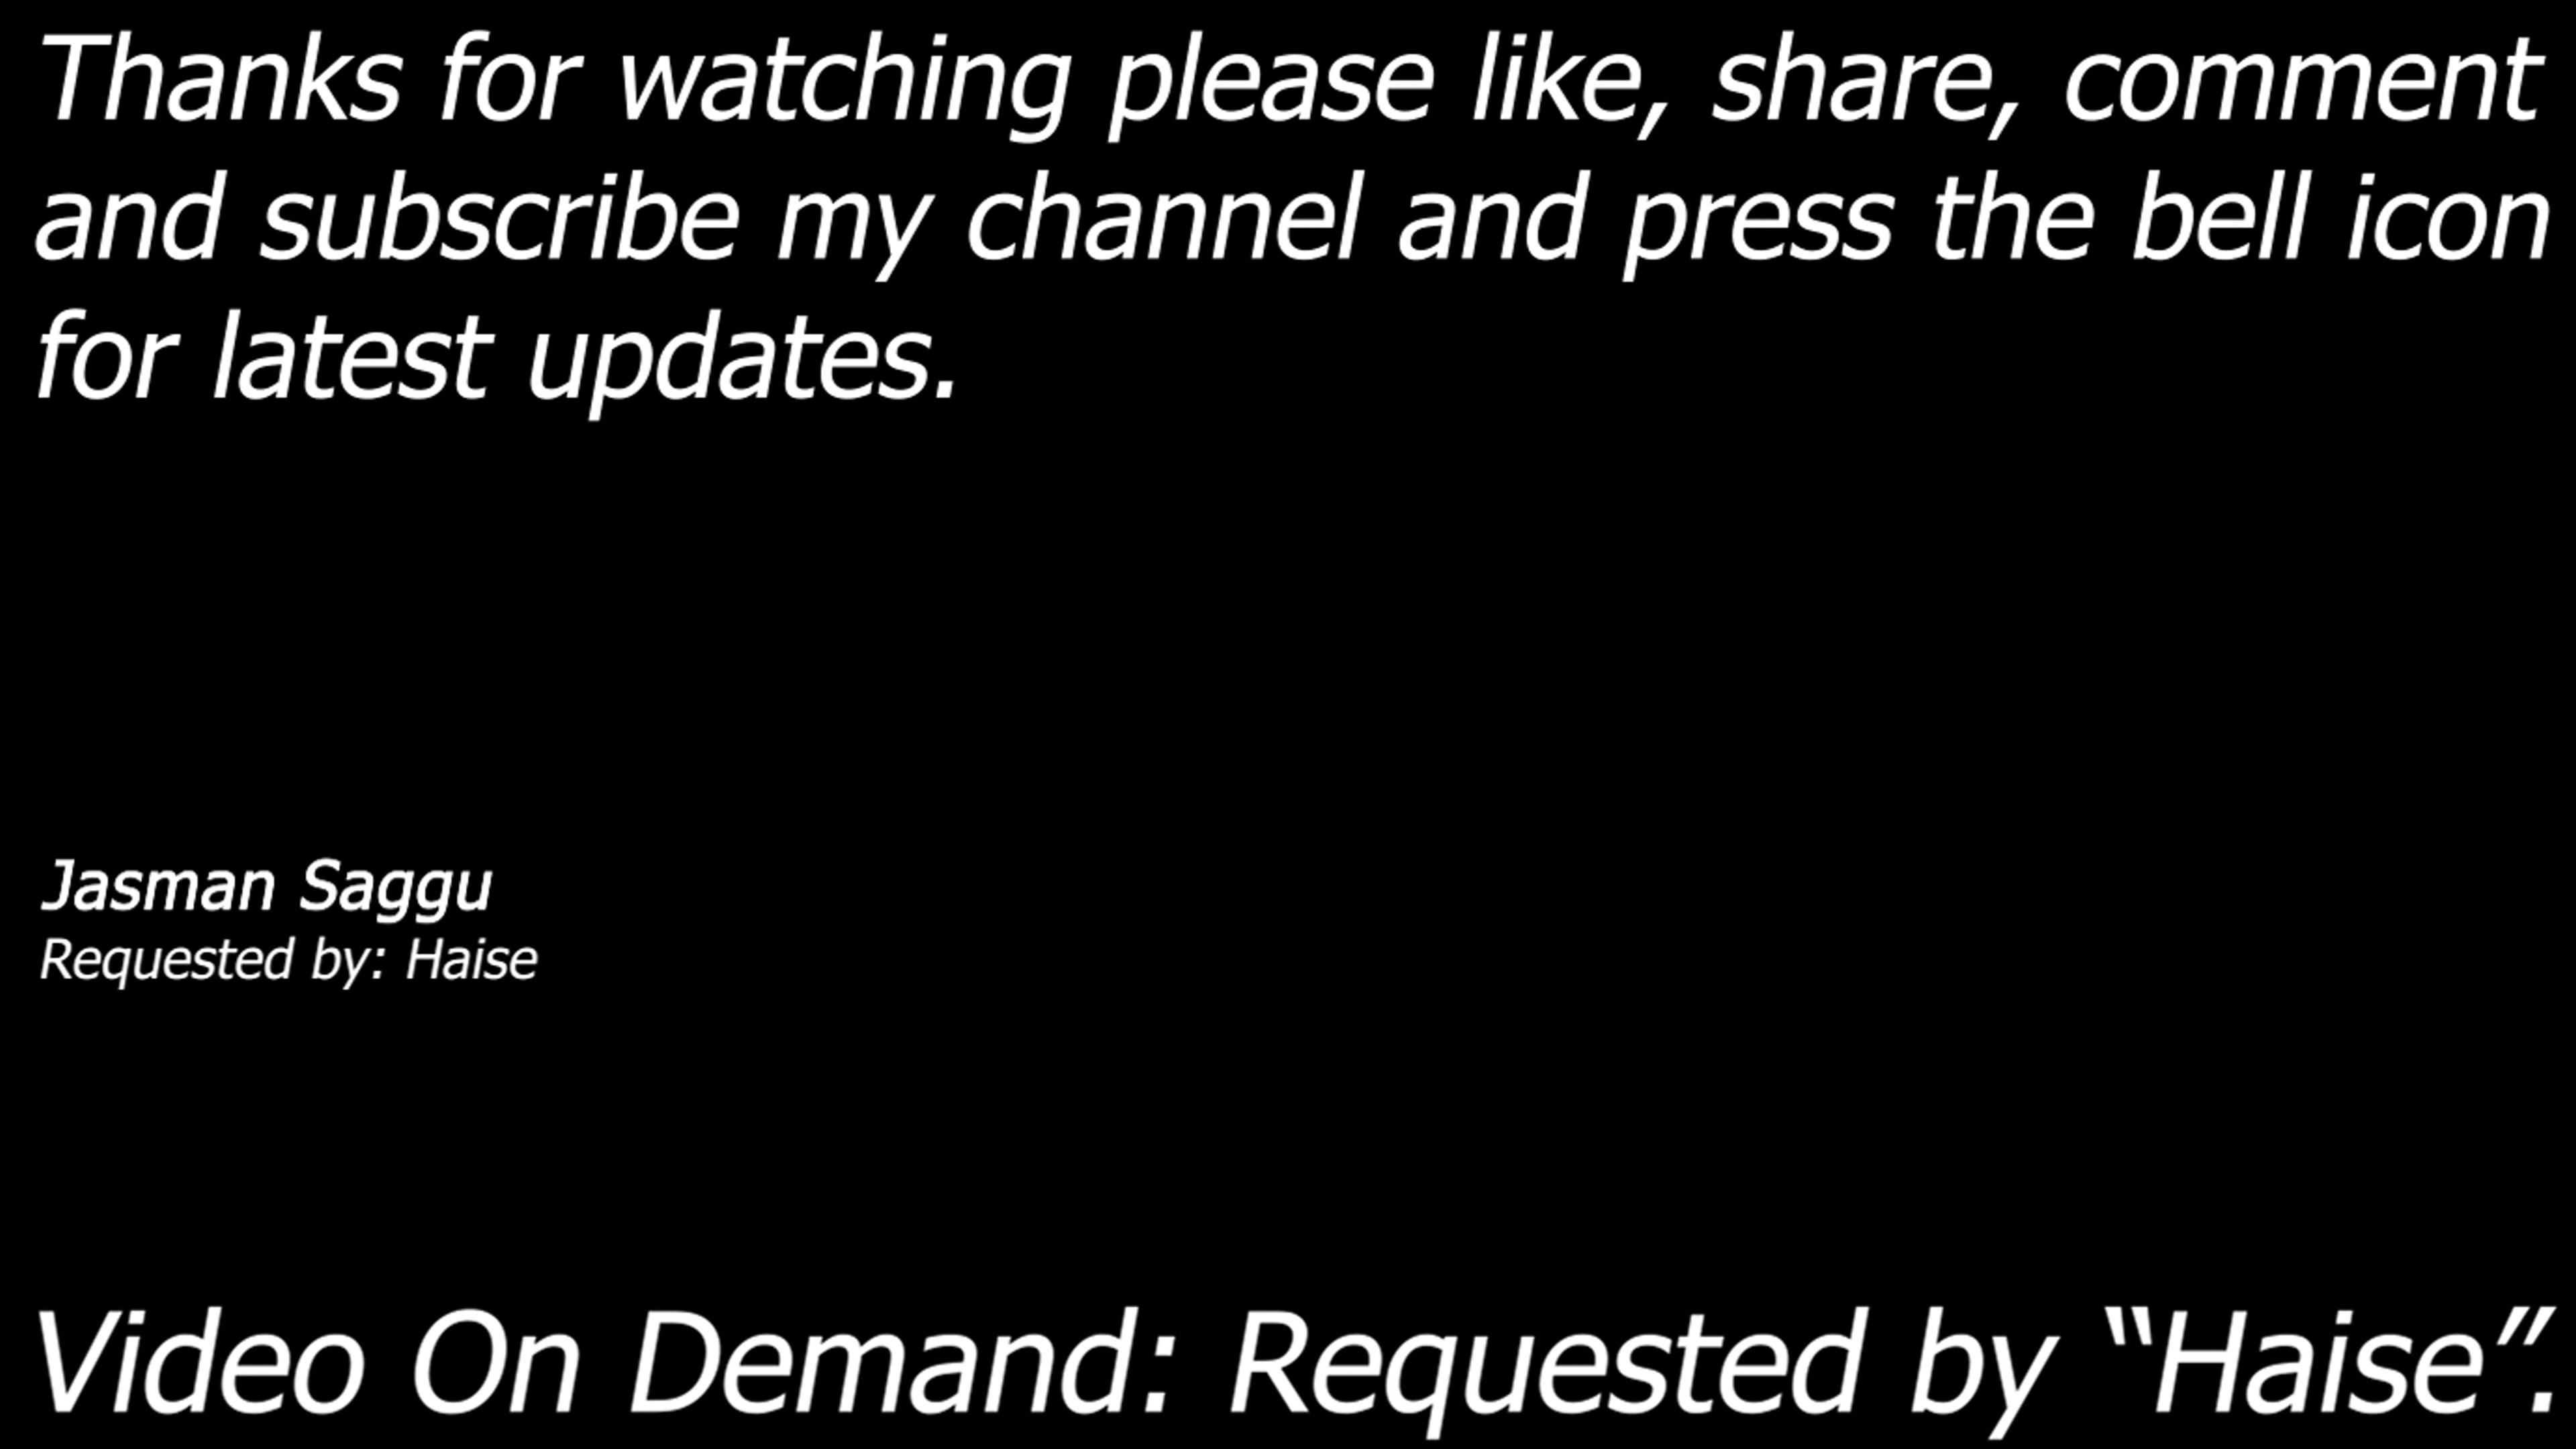 Thanks for watching please like, share, comment
and subscribe my channel and press the bell icon
for latest updates.
Jasman Saggu
Requested by: Haise
Video On Demand: Requested by “Haise”.